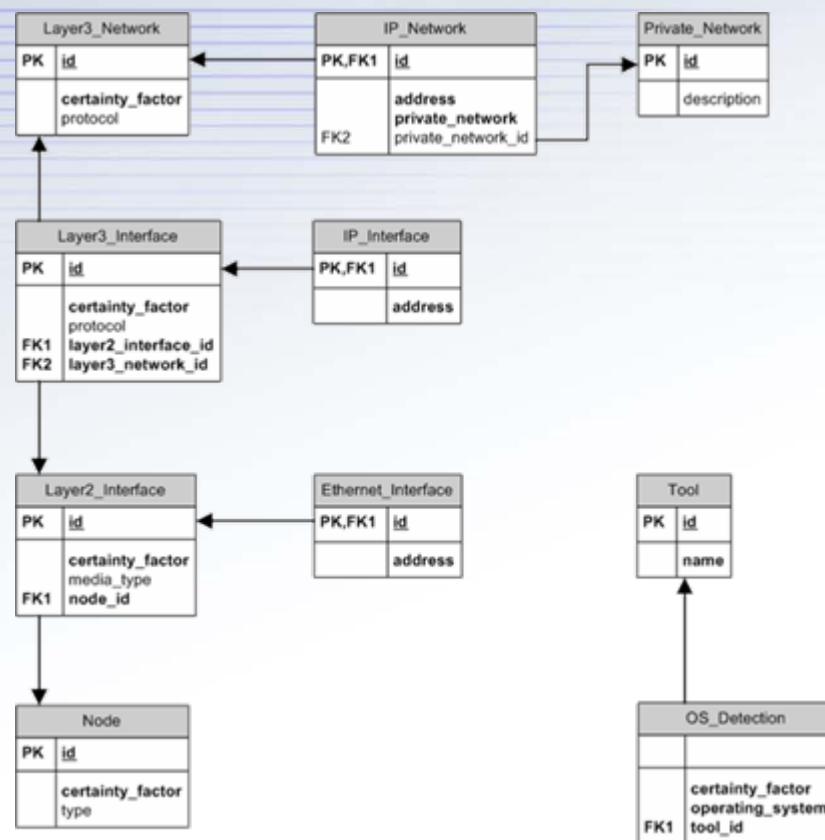 Layer3_Network
PK id
certainty_factor
protocol
IP_Network
PK,FK1 id
address
private_network
FK2 private_network_id
Private_Network
PK id
description
Layer3_Interface
PK id
certainty_factor
protocol
FK1 layer2_interface_id
FK2 layer3_network_id
IP_Interface
PK,FK1 id
address
Layer2_Interface
PK id
certainty_factor
media_type
FK1 node_id
Ethernet_Interface
PK,FK1 id
address
Tool
PK id
name
Node
PK id
certainty_factor
type
OS_Detection
certainty_factor
operating_system
FK1 tool_id